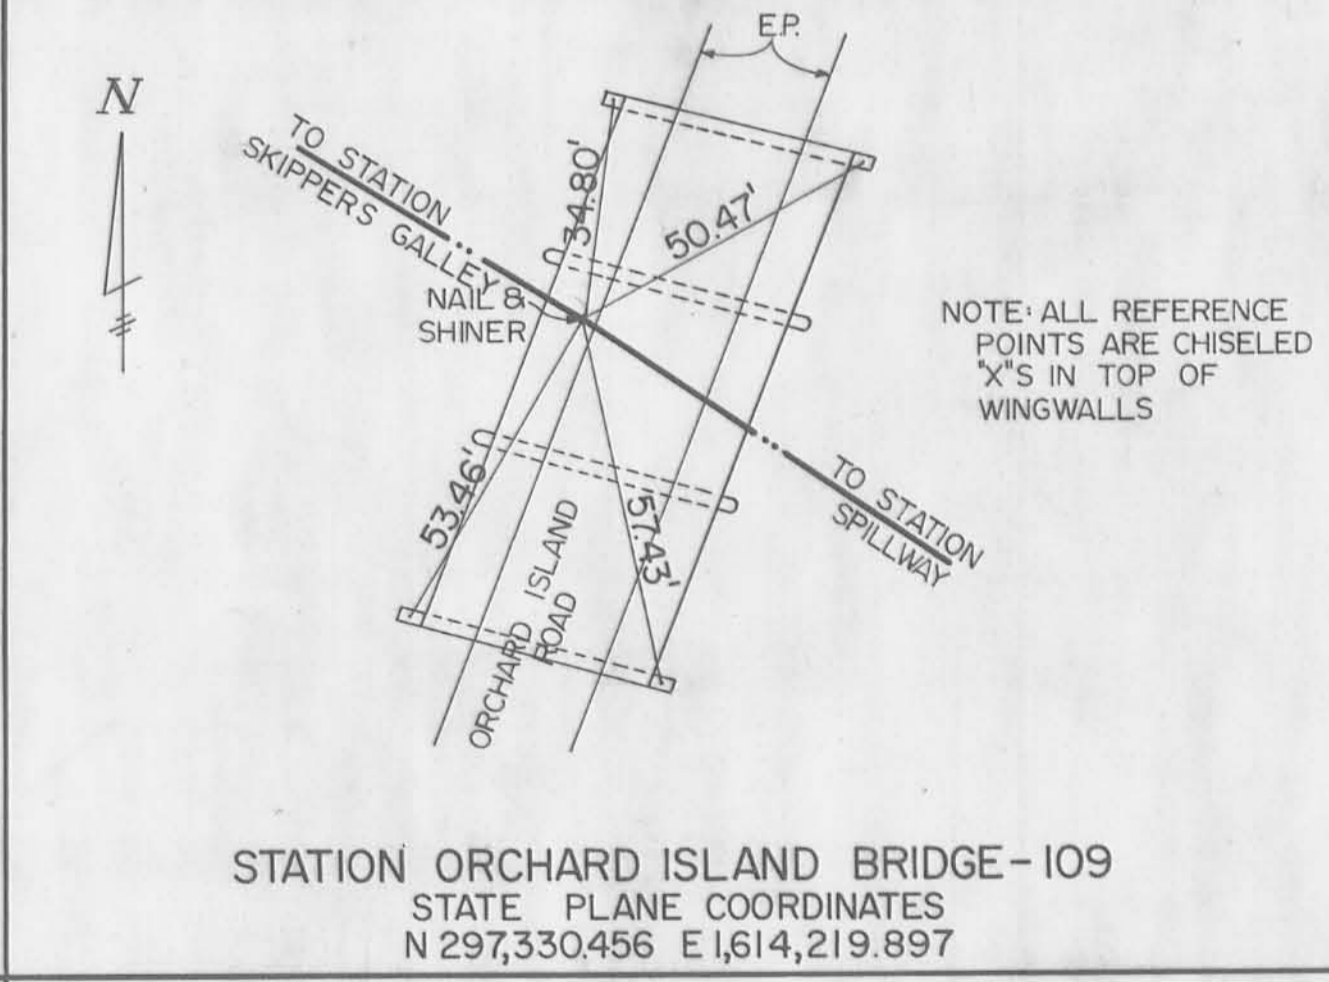 E.P.
N
TO STATION
SKIPPERS GALLEY
34.80'
50.47'
NAIL &
SHINER
NOTE: ALL REFERENCE
POINTS ARE CHISELED
"X"S IN TOP OF
WINGWALLS
53.46'
57.43'
TO STATION
SPILLWAY
ORCHARD ISLAND
ROAD
STATION ORCHARD ISLAND BRIDGE-109
STATE PLANE COORDINATES
N 297,330.456 E 1,614,219.897